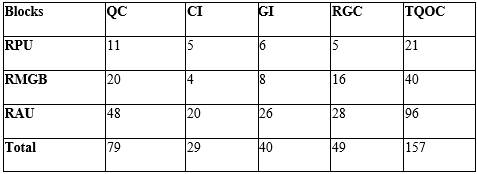 Blocks QC CI GI RGC TQOC
RPU 11 5 6 5 21
RMGB 20 4 8 16 40
RAU 48 20 26 28 96
Total 79 29 40 49 157